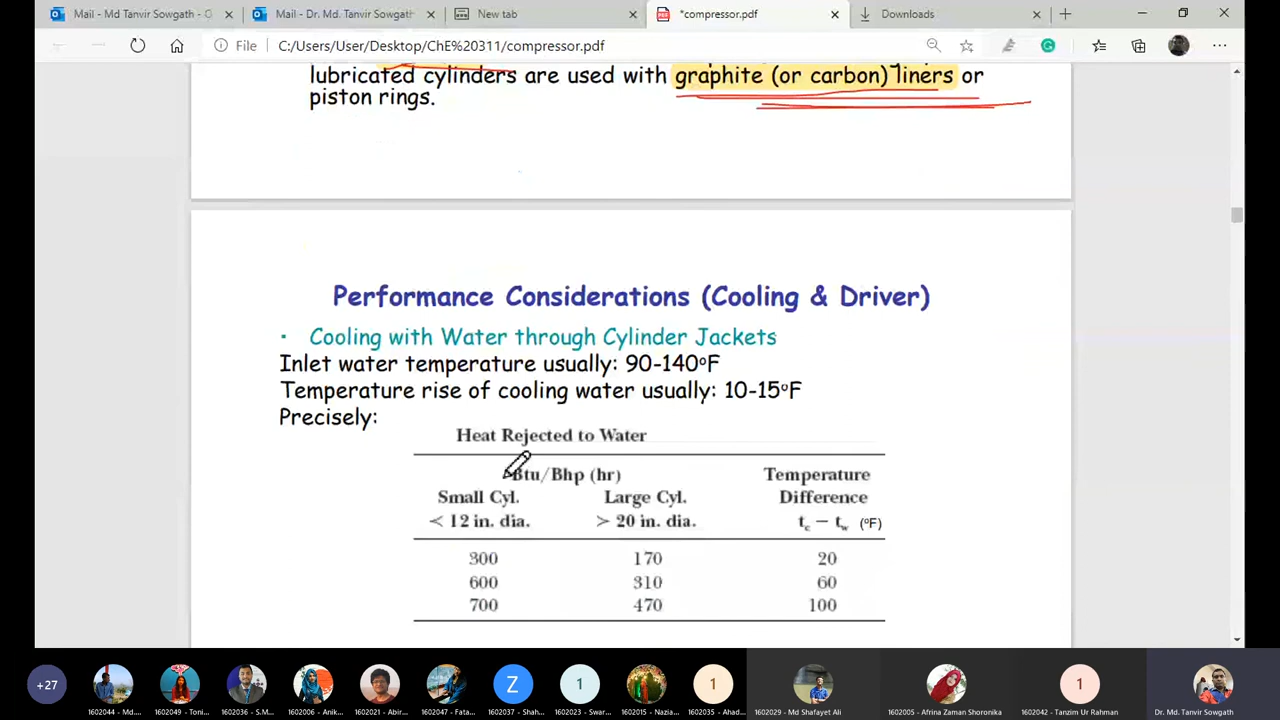 Mail - Md Tanvir Sowgath - O
Mail - Dr. Md. Tanvir Sowgath
New tab
*compressor.pdf
Downloads
File
C:/Users/User/Desktop/ChE%20311/compressor.pdf
lubricated cylinders are used with graphite (or carbon) liners or
piston rings.
Performance Considerations (Cooling & Driver)
· Cooling with Water through Cylinder Jackets
Inlet water temperature usually: 90-140°F
Temperature rise of cooling water usually: 10-15°F
Precisely:
Heat Rejected to Water
Btu/Bhp (hr) Temperature
Small Cyl. Large Cyl. Difference
< 12 in. dia. > 20 in. dia. tc − tw (°F)
300 170 20
600 310 60
700 470 100
+27
Z
1
1
1
1602044 - Md....
1602049 - Toni...
1602036 - S.M...
1602006 - Anik...
1602021 - Abir...
1602047 - Fata...
1602037 - Shah...
1602023 - Swar...
1602015 - Nazia...
1602035 - Ahad...
1602029 - Md Shafayet Ali
1602005 - Afrina Zaman Shoronika
1602042 - Tanzim Ur Rahman
Dr. Md. Tanvir Sowgath